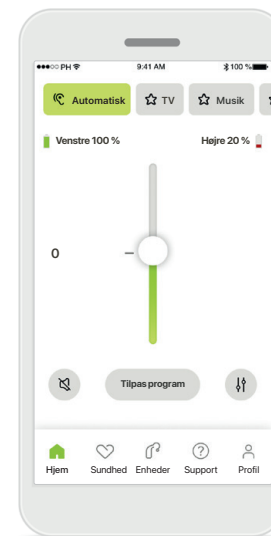 PH 9:41 AM 100 %
Automatisk TV Musik
Venstre 100 % Højre 20 %
0
Tilpas program
Hjem Sundhed Enheder Support Profil